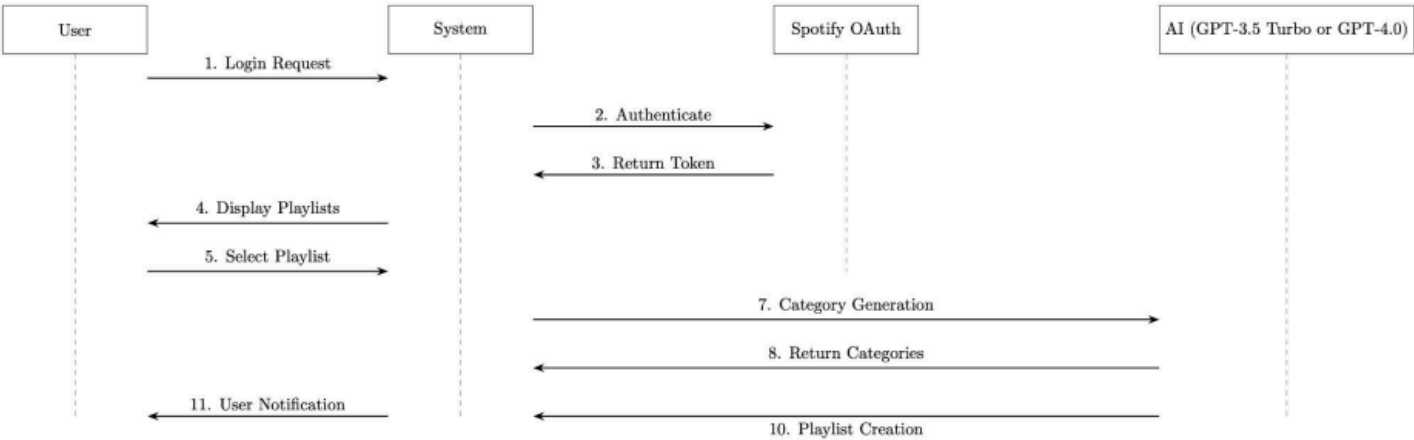 User
System
Spotify OAuth
AI (GPT-3.5 Turbo or GPT-4.0)
1. Login Request
2. Authenticate
3. Return Token
4. Display Playlists
5. Select Playlist
7. Category Generation
8. Return Categories
11. User Notification
10. Playlist Creation